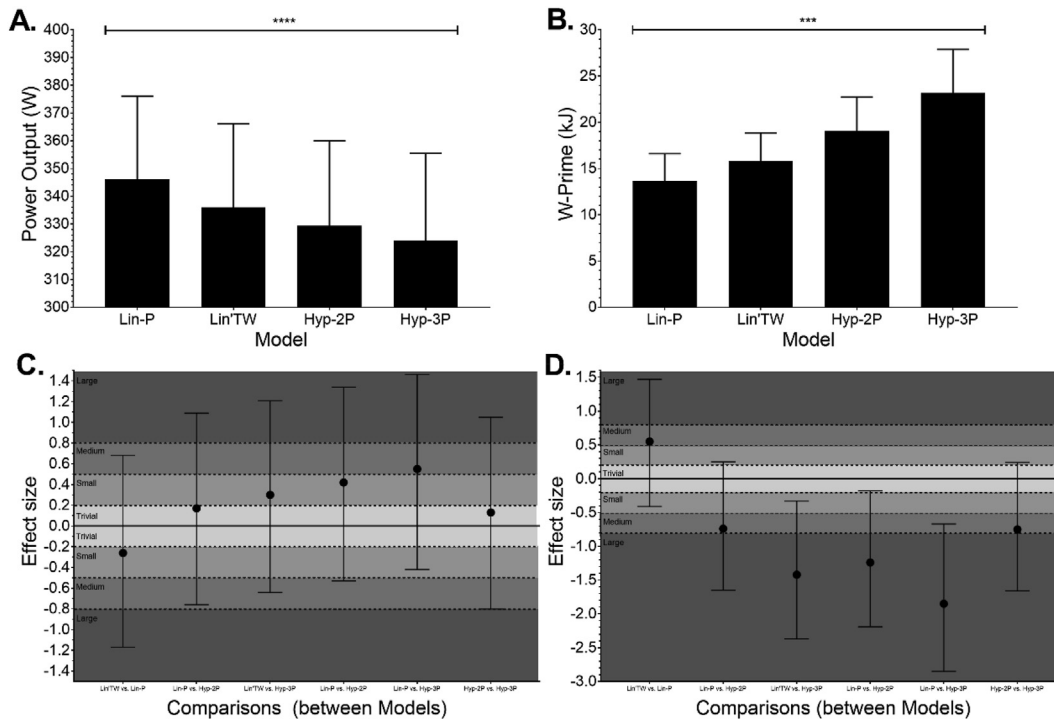 A.
****
400
390
380
370
360
350
340
330
320
310
300
Power Output (W)
Lin-P Lin'TW Hyp-2P Hyp-3P
Model
B.
***
30
25
20
15
10
5
0
W-Prime (kJ)
Lin-P Lin'TW Hyp-2P Hyp-3P
Model
C.
1.4
1.2
1.0
0.8
0.6
0.4
0.2
0.0
-0.2
-0.4
-0.6
-0.8
-1.0
-1.2
-1.4
Effect size
Large
Medium
Small
Trivial
Trivial
Small
Medium
Large
Lin'TW vs. Lin-P Lin-P vs. Hyp-2P Lin'TW vs. Hyp-3P Lin-P vs. Hyp-2P Lin-P vs. Hyp-3P Hyp-2P vs. Hyp-3P
Comparisons (between Models)
D.
1.5
1.0
0.5
0.0
-0.5
-1.0
-1.5
-2.0
-2.5
-3.0
Effect size
Large
Medium
Small
Trivial
Small
Medium
Large
Lin'TW vs. Lin-P Lin-P vs. Hyp-2P Lin'TW vs. Hyp-3P Lin-P vs. Hyp-2P Lin-P vs. Hyp-3P Hyp-2P vs. Hyp-3P
Comparisons (between Models)